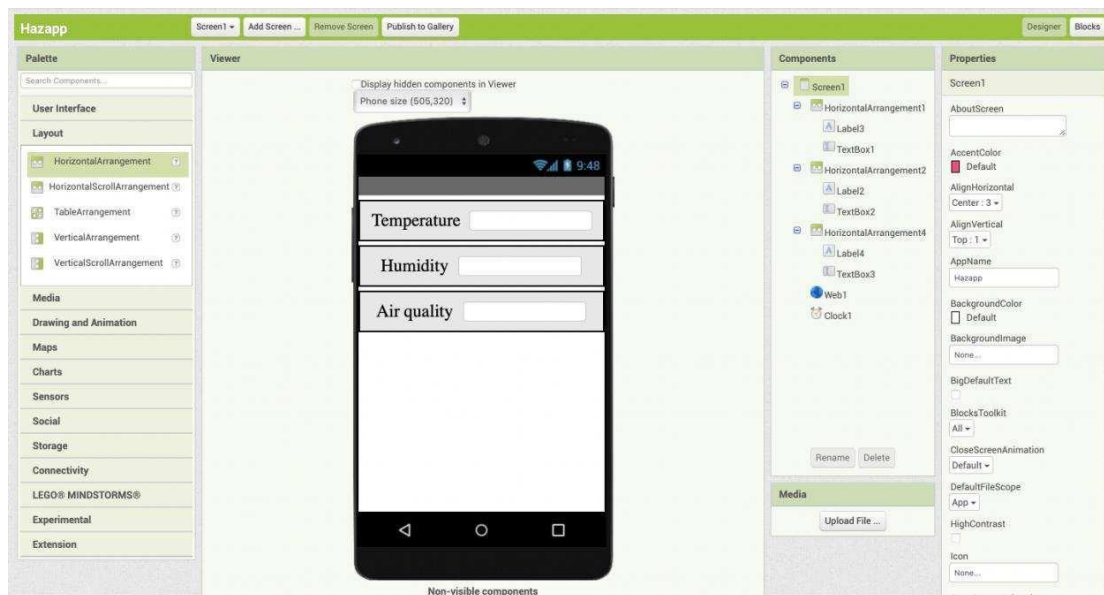 Hazapp
Screen1
Add Screen ...
Remove Screen
Publish to Gallery
Designer
Blocks
Palette
Search Components...
User Interface
Layout
HorizontalArrangement
HorizontalScrollArrangement
TableArrangement
VerticalArrangement
VerticalScrollArrangement
Media
Drawing and Animation
Maps
Charts
Sensors
Social
Storage
Connectivity
LEGO® MINDSTORMS®
Experimental
Extension
Viewer
Display hidden components in Viewer
Phone size (505,320)
9:48
Temperature
Humidity
Air quality
Non-visible components
Components
Screen1
HorizontalArrangement1
Label3
TextBox1
HorizontalArrangement2
Label2
TextBox2
HorizontalArrangement4
Label4
TextBox3
Web1
Clock1
Rename
Delete
Media
Upload File ...
Properties
Screen1
AboutScreen
AccentColor
Default
AlignHorizontal
Center : 3
AlignVertical
Top : 1
AppName
Hazapp
BackgroundColor
Default
BackgroundImage
None...
BigDefaultText
BlocksToolkit
All
CloseScreenAnimation
Default
DefaultFileScope
App
HighContrast
Icon
None...